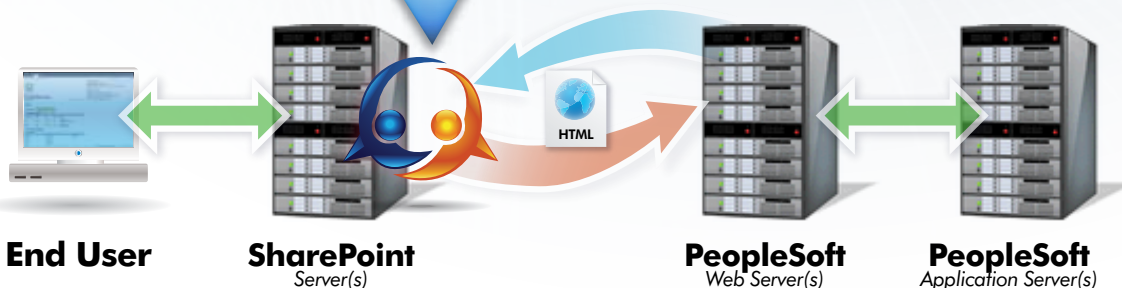 HTML
End User
SharePoint
Server(s)
PeopleSoft
Web Server(s)
PeopleSoft
Application Server(s)